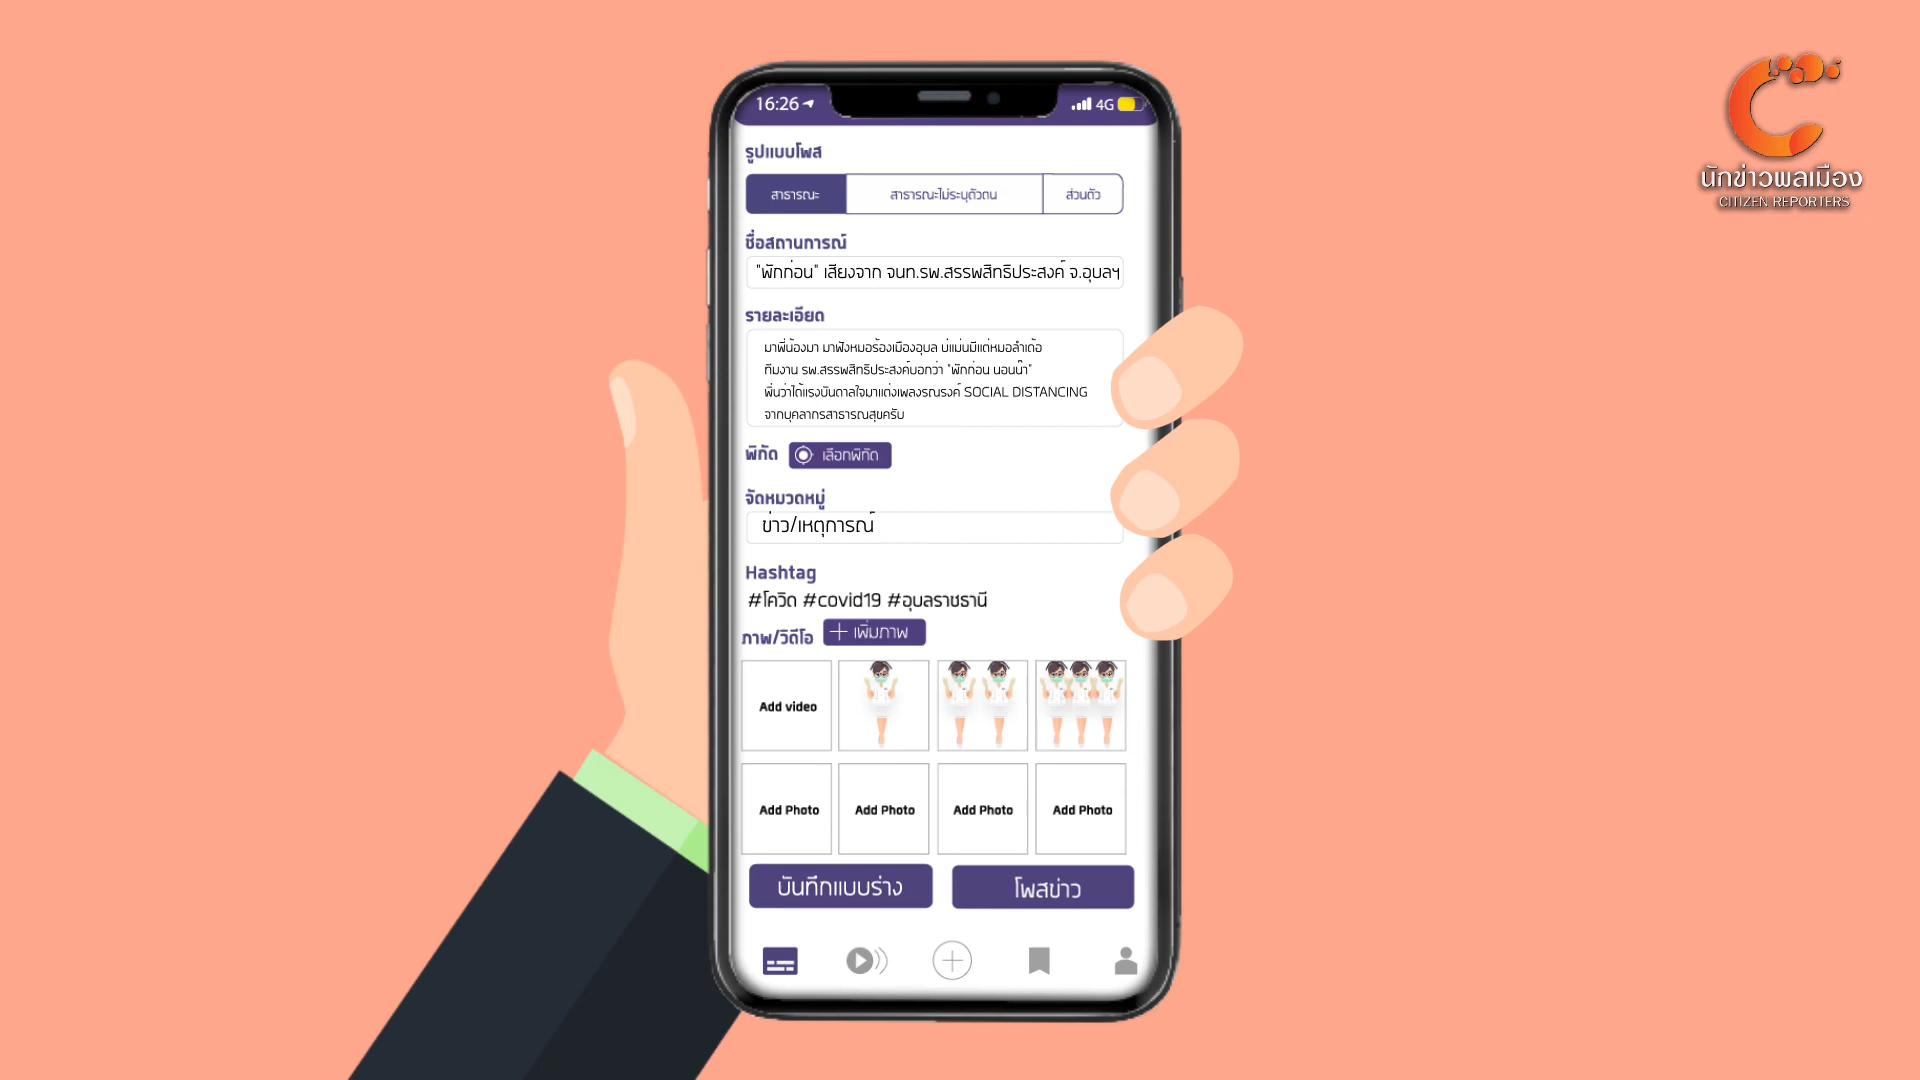 16:26
4G
นักข่าวพลเมือง
CITIZEN REPORTERS
รูปแบบโพส
สาธารณะ
สาธารณะไม่ระบุตัวตน
ส่วนตัว
ชื่อสถานการณ์
"พักก่อน" เสียงจาก จนท.รพ.สรรพสิทธิประสงค์ จ.อุบลฯ
รายละเอียด
มาพี่น้องมา มาฟังหมอร้องเมืองอุบล บ่แม่นมีแต่หมอลำเด้อ
ทีมงาน รพ.สรรพสิทธิประสงค์บอกว่า "พักก่อน นอนน๊า"
พื่นว่าได้แรงบันดาลใจมาแต่งเพลงรณรงค์ SOCIAL DISTANCING
จากบุคลากรสาธารณสุขครับ
พิกัด
เลือกพิกัด
จัดหมวดหมู่
ข่าว/เหตุการณ์
Hashtag
#โควิด #covid19 #อุบลราชธานี
ภาพ/วิดีโอ
เพิ่มภาพ
Add video
Add Photo
Add Photo
Add Photo
Add Photo
บันทึกแบบร่าง
โพสข่าว